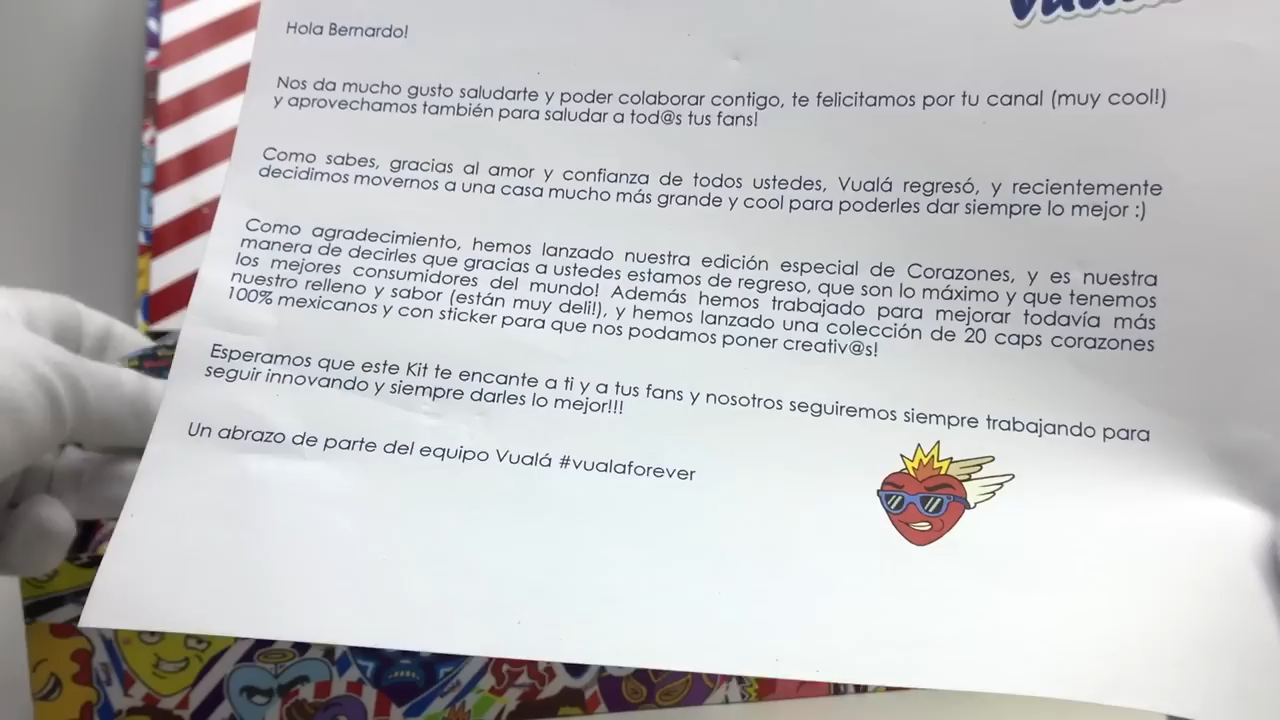 Vualá
Hola Bernardo!
Nos da mucho gusto saludarte y poder colaborar contigo, te felicitamos por tu canal (muy cool!)
y aprovechamos también para saludar a tod@s tus fans!
Como sabes, gracias al amor y confianza de todos ustedes, Vualá regresó, y recientemente
decidimos movernos a una casa mucho más grande y cool para poderles dar siempre lo mejor :)
Como agradecimiento, hemos lanzado nuestra edición especial de Corazones, y es nuestra
manera de decirles que gracias a ustedes estamos de regreso, que son lo máximo y que tenemos
los mejores consumidores del mundo! Además hemos trabajado para mejorar todavía más
nuestro relleno y sabor (están muy deli!), y hemos lanzado una colección de 20 caps corazones
100% mexicanos y con sticker para que nos podamos poner creativ@s!
Esperamos que este Kit te encante a ti y a tus fans y nosotros seguiremos siempre trabajando para
seguir innovando y siempre darles lo mejor!!!
Un abrazo de parte del equipo Vualá #vualaforever